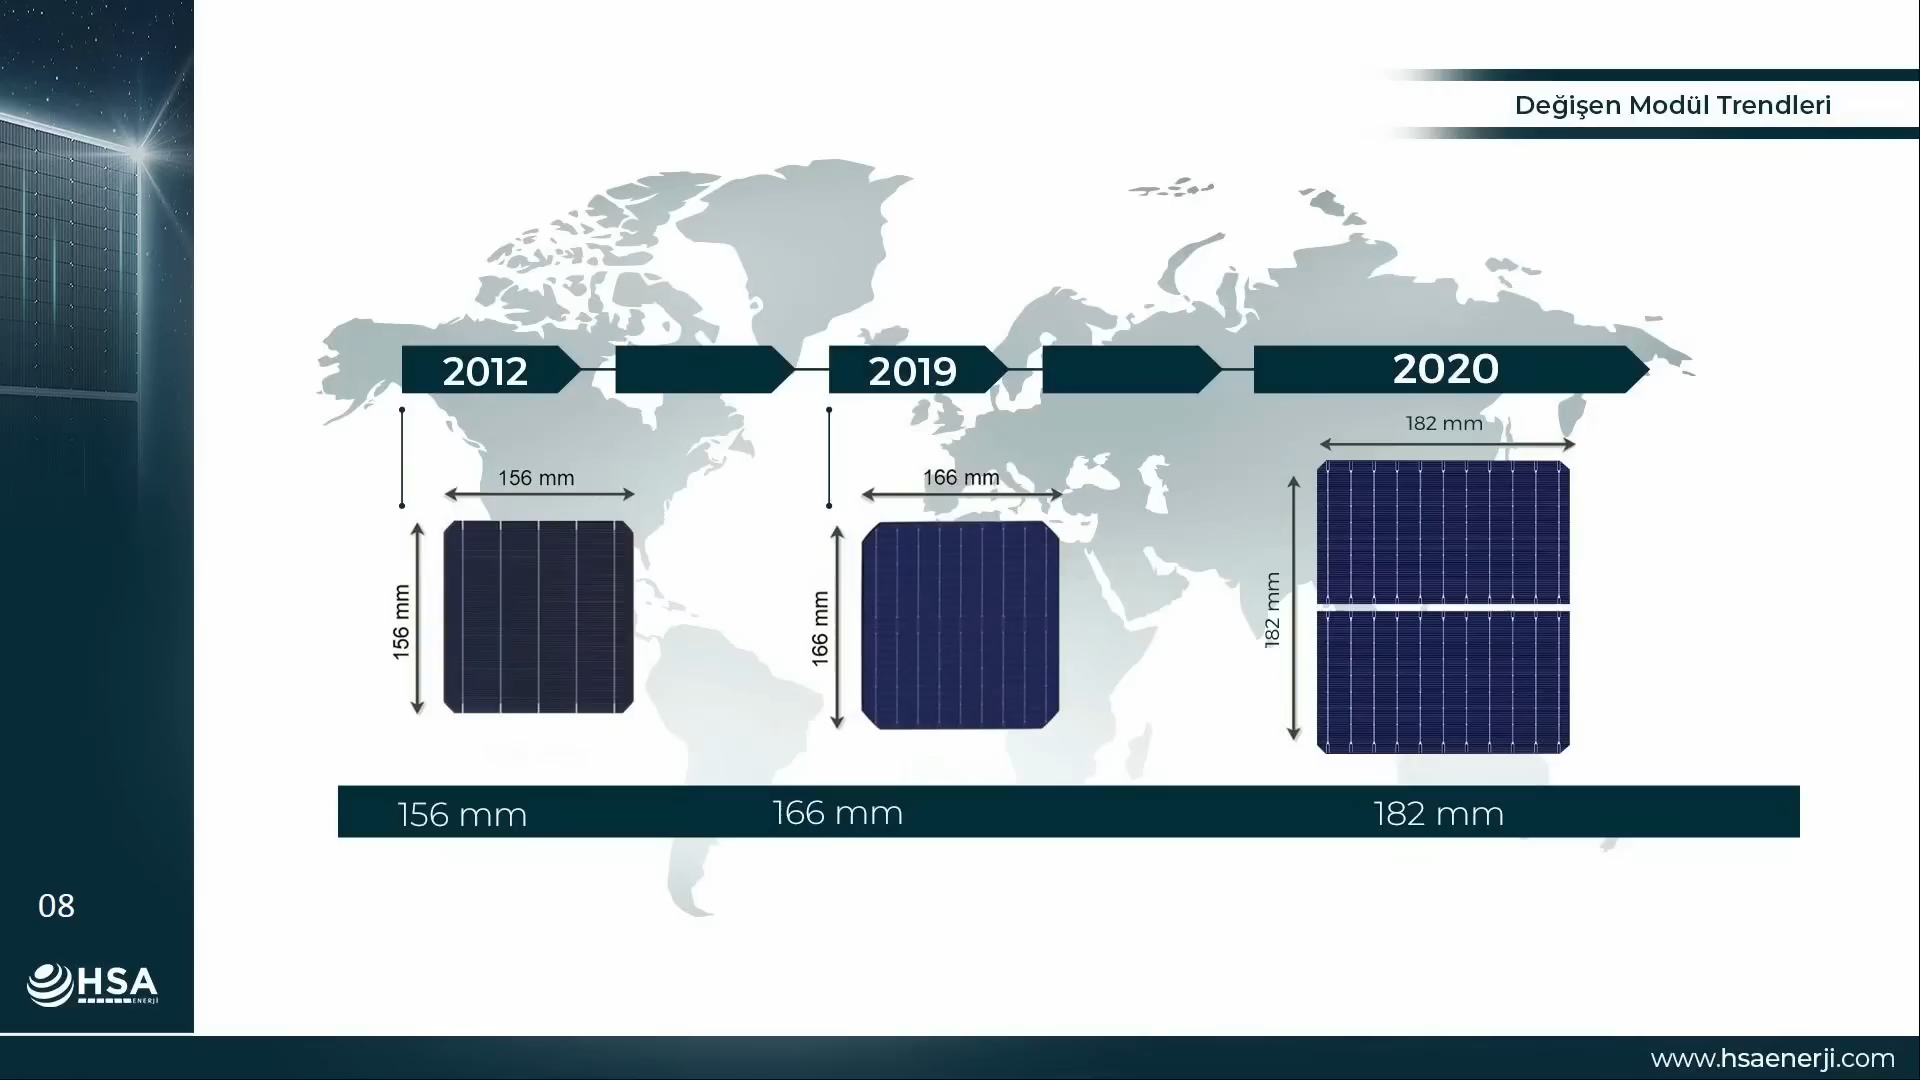 Değişen Modül Trendleri
2012
2019
2020
182 mm
156 mm
166 mm
156 mm
166 mm
182 mm
156 mm
166 mm
182 mm
08
HSA
ENERJİ
www.hsaenerji.com